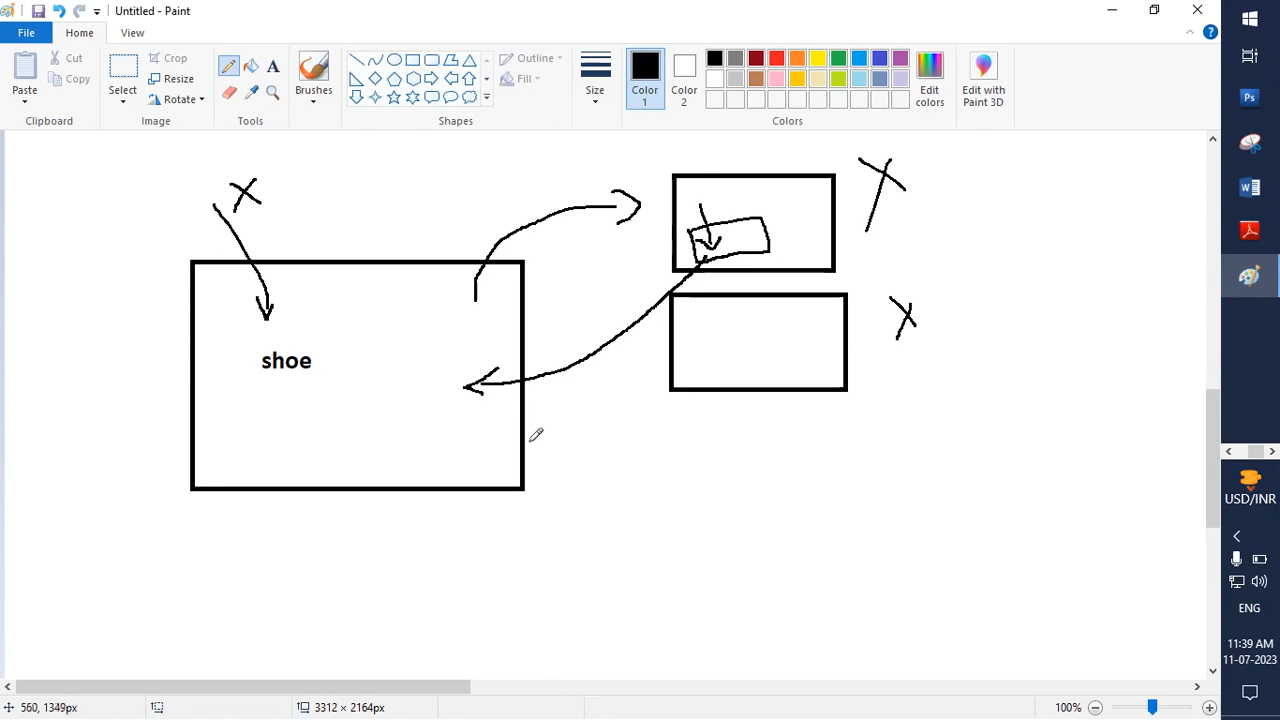 Untitled - Paint
File Home View
Paste
Cut
Copy
Clipboard
Select
Crop
Resize
Rotate
Image
Tools
Brushes
Shapes
Outline
Fill
Size
Color 1
Color 2
Colors
Edit colors
Edit with Paint 3D
X
X
shoe
X
560, 1349px
3312 × 2164px
100%
Ps
W
USD/INR
ENG
11:39 AM
11-07-2023